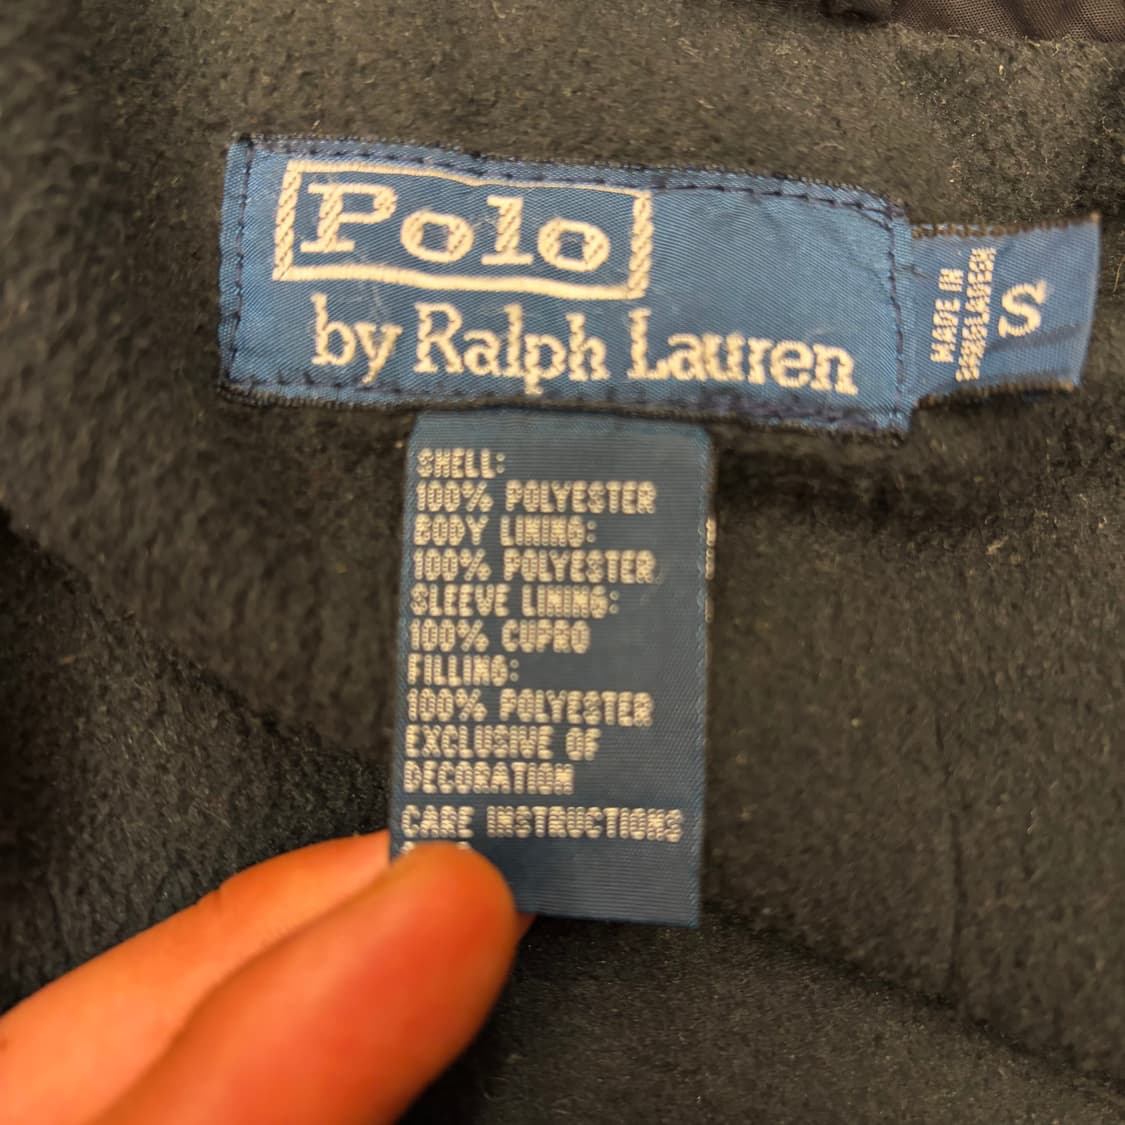 Polo
by Ralph Lauren
MADE IN
BANGLADESH
S
SHELL:
100% POLYESTER
BODY LINING:
100% POLYESTER
SLEEVE LINING:
100% CUPRO
FILLING:
100% POLYESTER
EXCLUSIVE OF
DECORATION
CARE INSTRUCTIONS